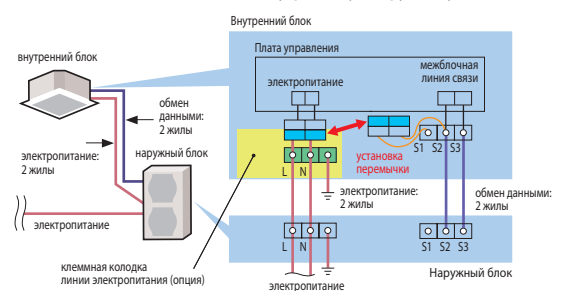 Внутренний блок
Плата управления
внутренний блок
электропитание
межблочная
линия связи
обмен
данными:
2 жилы
S1 S2 S3
электропитание:
2 жилы
наружный блок
L N
установка
перемычки
электропитание:
2 жилы
обмен данными:
2 жилы
электропитание
L N
S1 S2 S3
клеммная колодка
линии электропитания (опция)
Наружный блок
электропитание